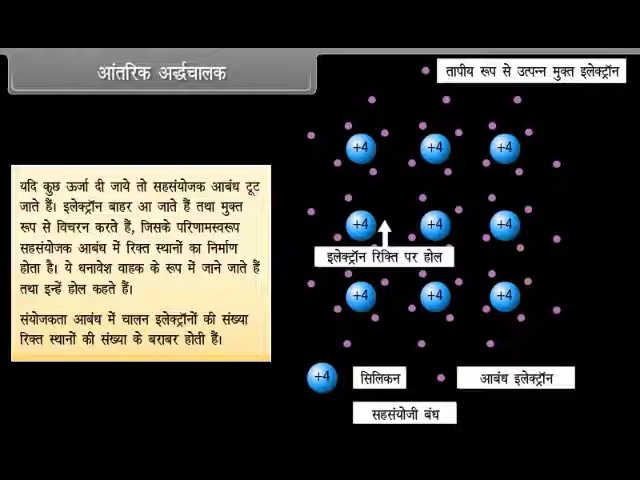 आंतरिक अर्द्धचालक
तापीय रूप से उत्पन्न मुक्त इलेक्ट्रॉन
+4 +4 +4
यदि कुछ ऊर्जा दी जाये तो सहसंयोजक आबंध टूट
जाते हैं। इलेक्ट्रॉन बाहर आ जाते हैं तथा मुक्त
रूप से विचरन करते हैं, जिसके परिणामस्वरूप
सहसंयोजक आबंध में रिक्त स्थानों का निर्माण
होता है। ये धनावेश वाहक के रूप में जाने जाते हैं
तथा इन्हें होल कहते हैं।
संयोजकता आबंध में चालन इलेक्ट्रॉनों की संख्या
रिक्त स्थानों की संख्या के बराबर होती हैं।
+4 +4 +4
इलेक्ट्रॉन रिक्ति पर होल
+4 +4 +4
+4 सिलिकन आबंध इलेक्ट्रॉन
सहसंयोजी बंध